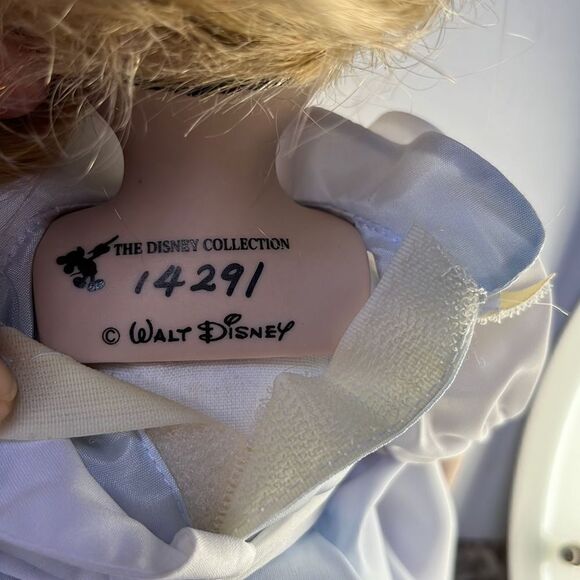 THE DISNEY COLLECTION
14291
© WALT DISNEY